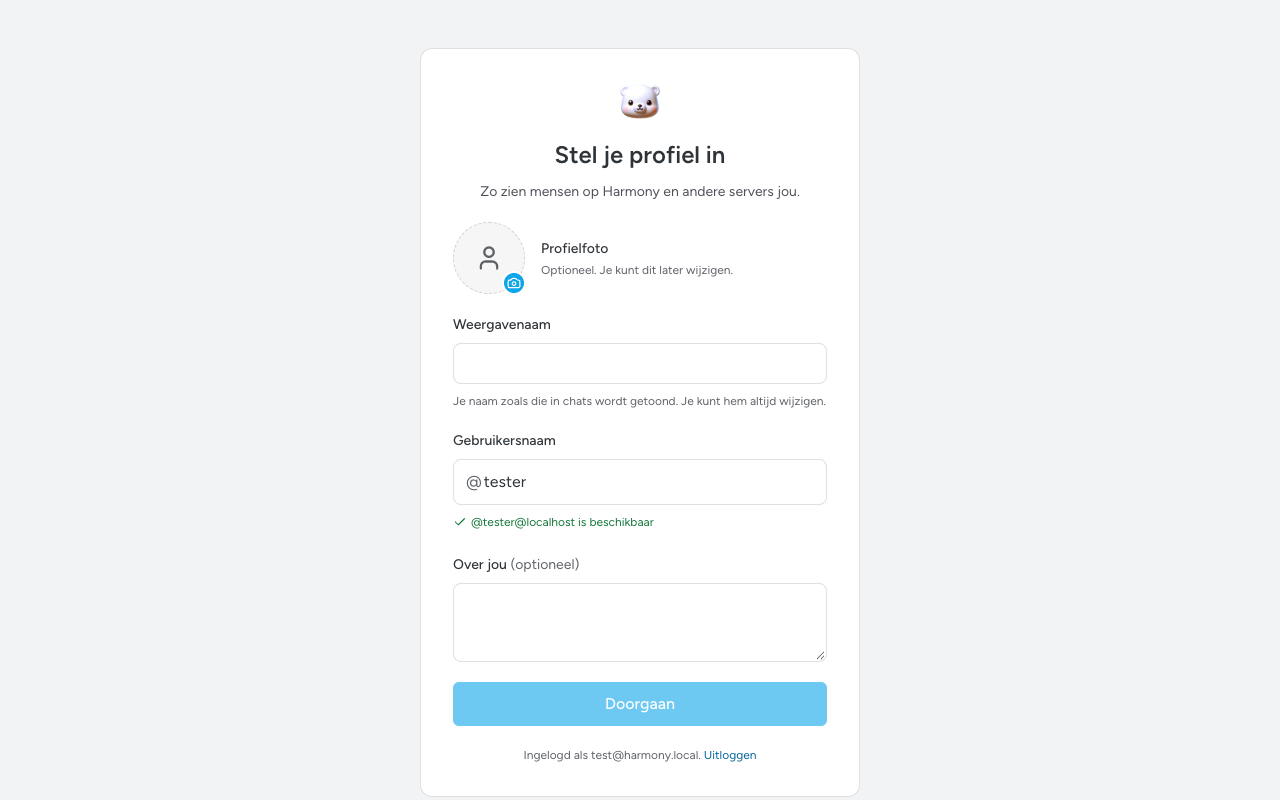 Stel je profiel in
Zo zien mensen op Harmony en andere servers jou.
Profielfoto
Optioneel. Je kunt dit later wijzigen.
Weergavenaam
Je naam zoals die in chats wordt getoond. Je kunt hem altijd wijzigen.
Gebruikersnaam
@tester
@tester@localhost is beschikbaar
Over jou (optioneel)
Doorgaan
Ingelogd als test@harmony.local. Uitloggen